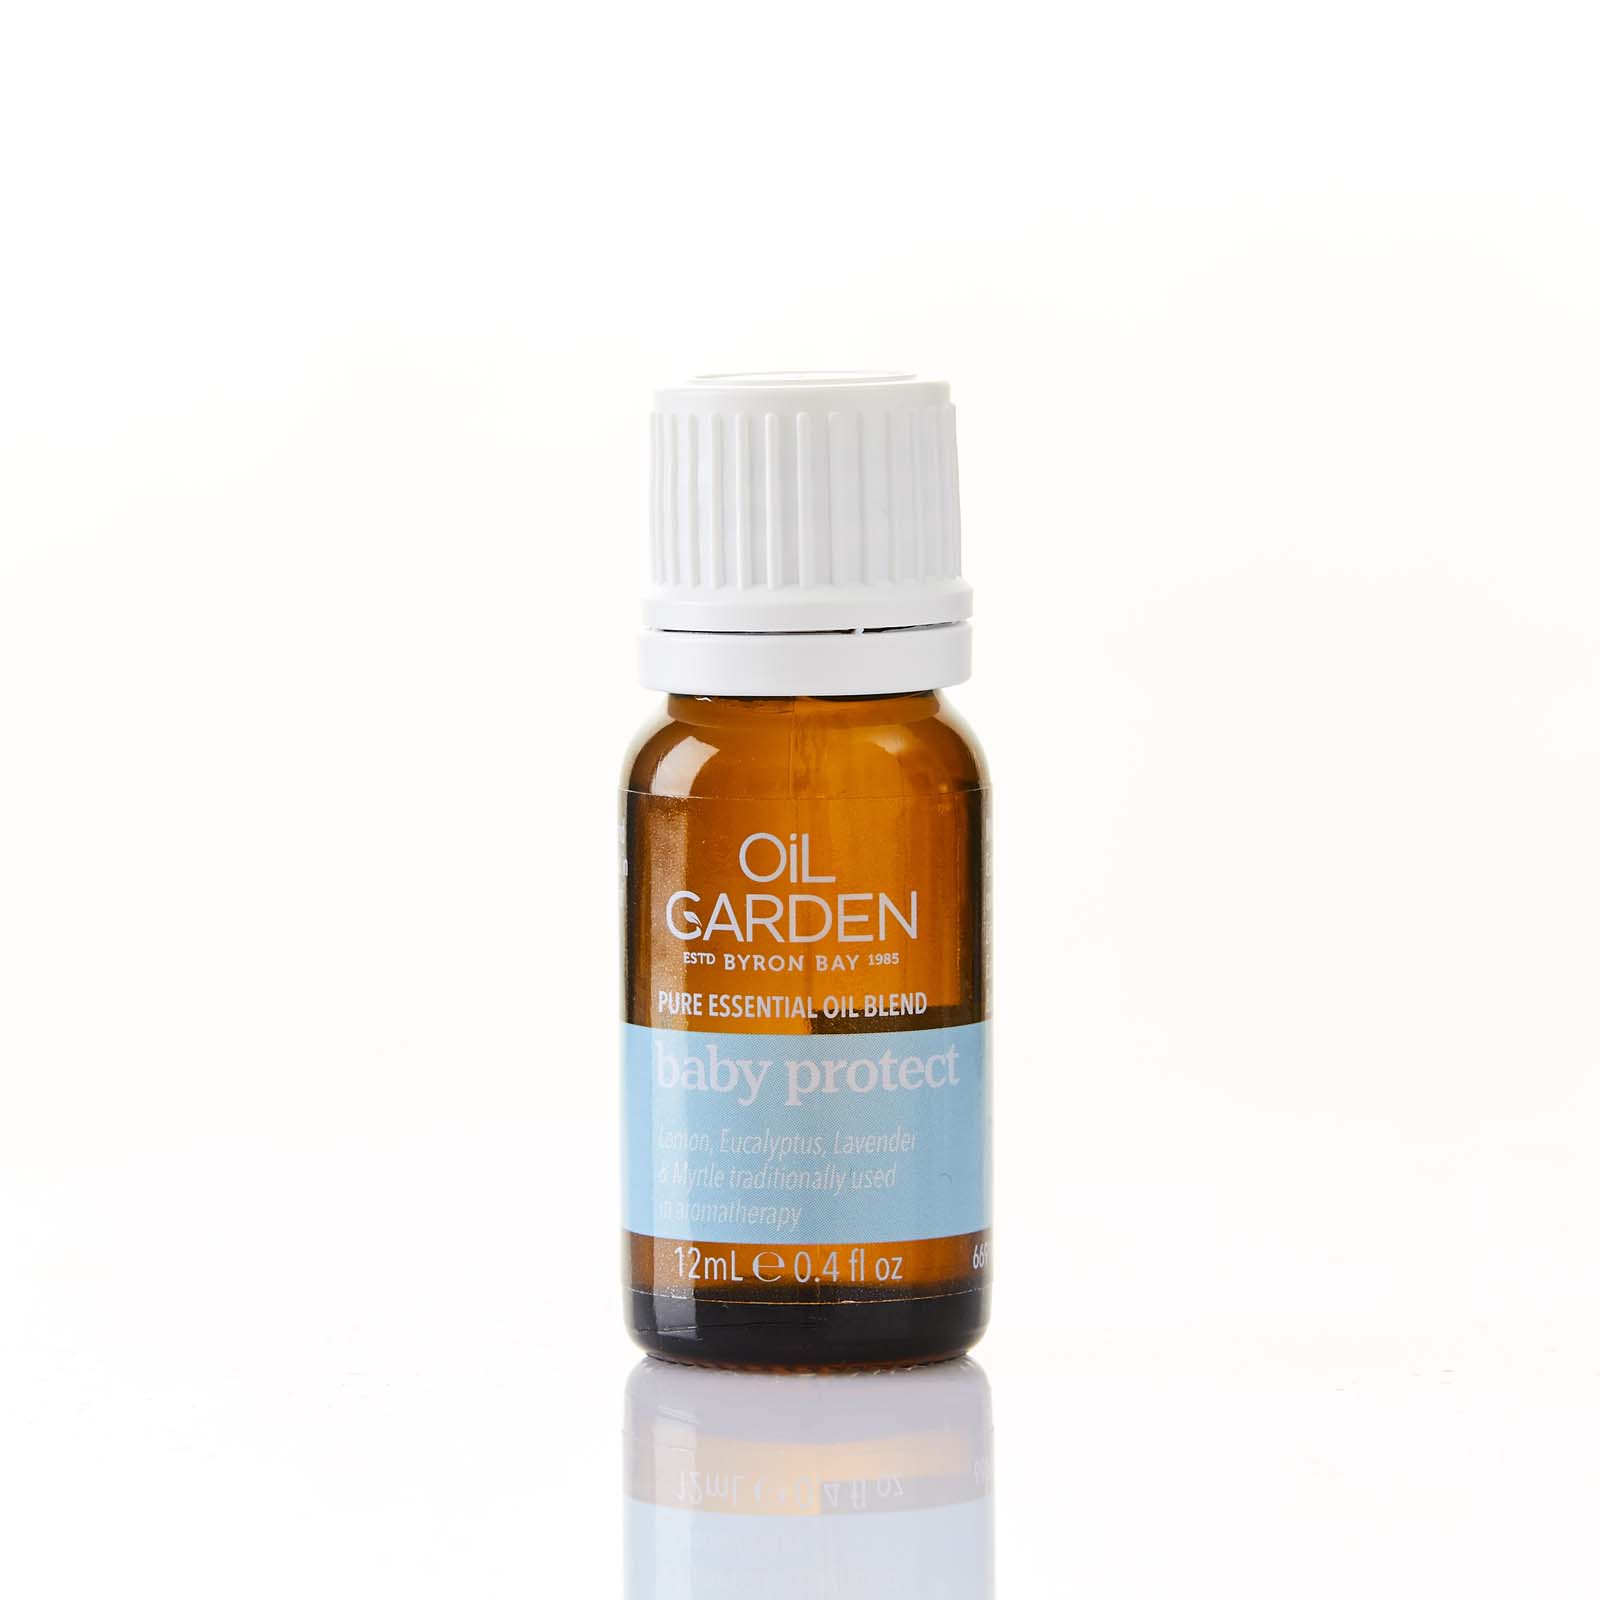 OiL
GARDEN
ESTD BYRON BAY 1985
PURE ESSENTIAL OIL BLEND
baby protect
Lemon, Eucalyptus, Lavender
& Myrtle traditionally used
in aromatherapy
12mL ℮ 0.4 fl oz